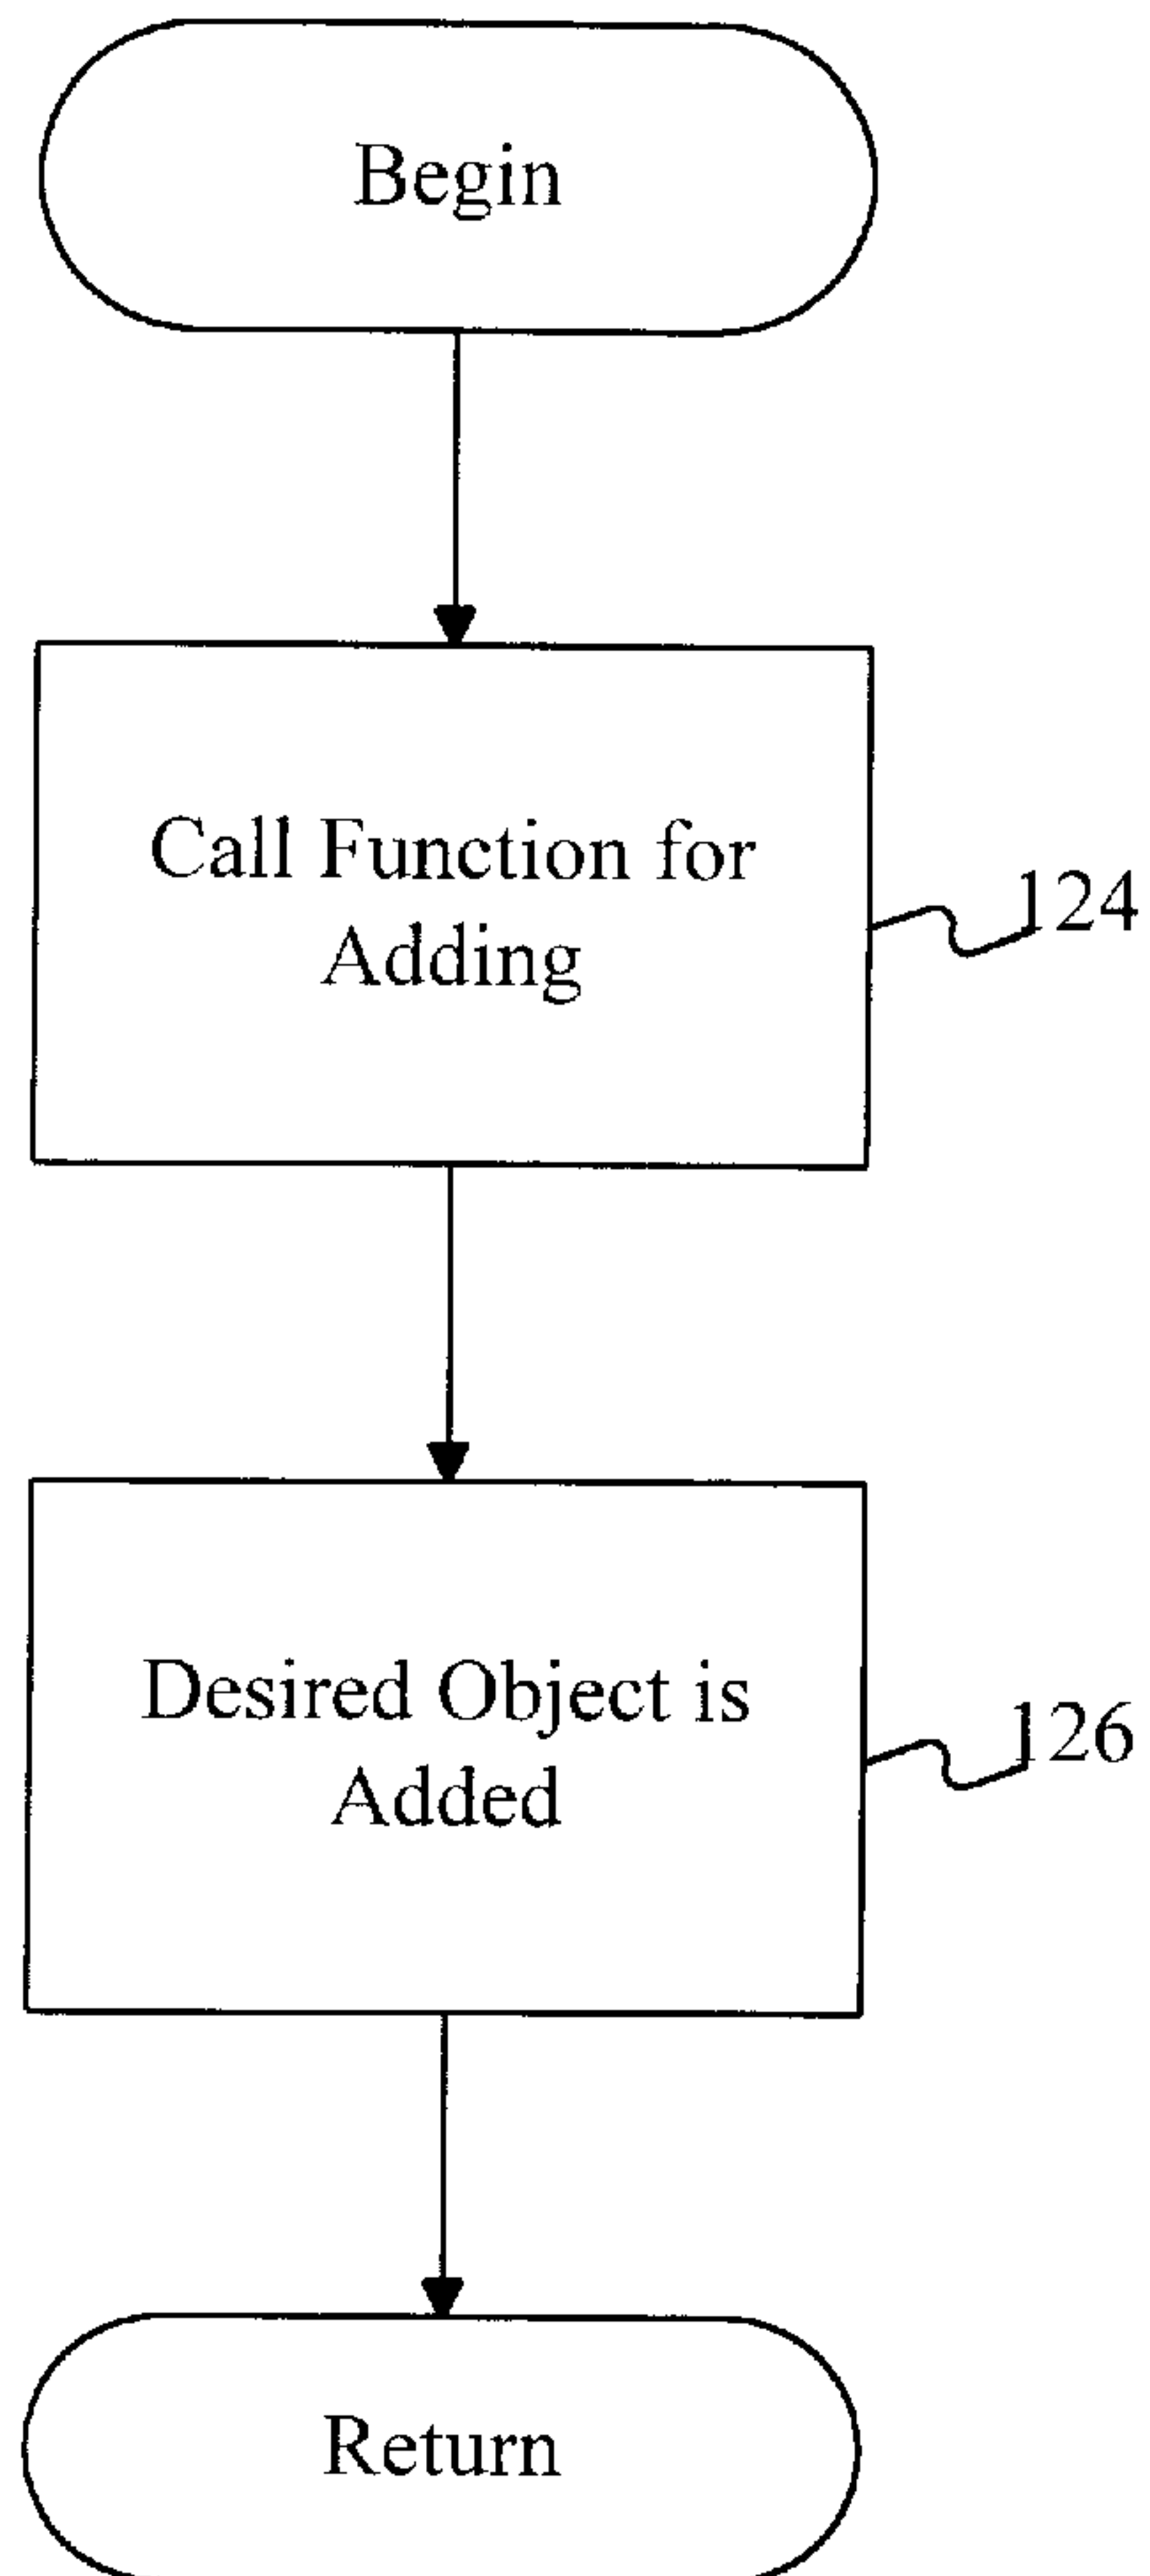 Begin
Call Function for
Adding
124
Desired Object is
Added
126
Return